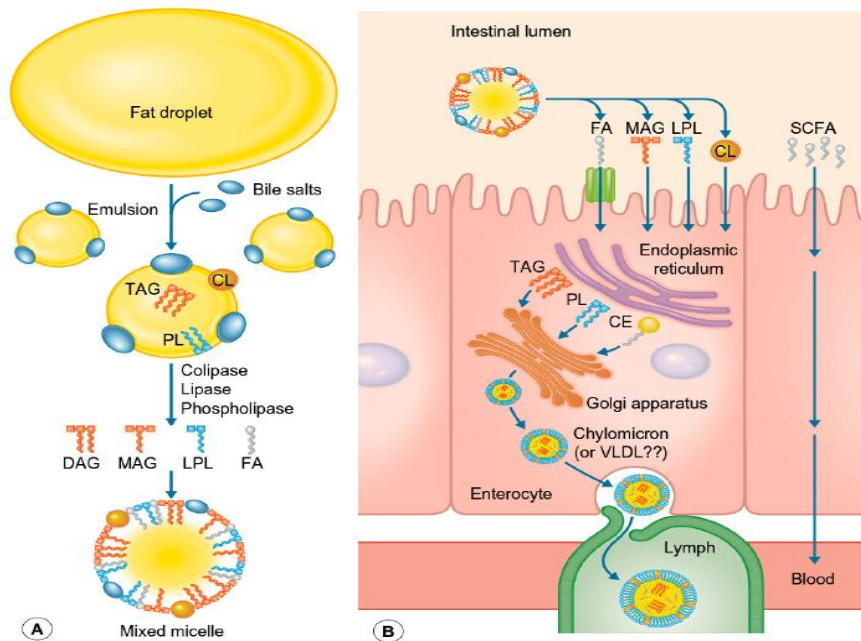 Fat droplet
Bile salts
Emulsion
CL
TAG
PL
Colipase
Lipase
Phospholipase
DAG MAG LPL FA
Mixed micelle
A
Intestinal lumen
FA MAG LPL
CL
SCFA
Endoplasmic
reticulum
TAG
PL
CE
Golgi apparatus
Chylomicron
(or VLDL??)
Enterocyte
Lymph
Blood
B